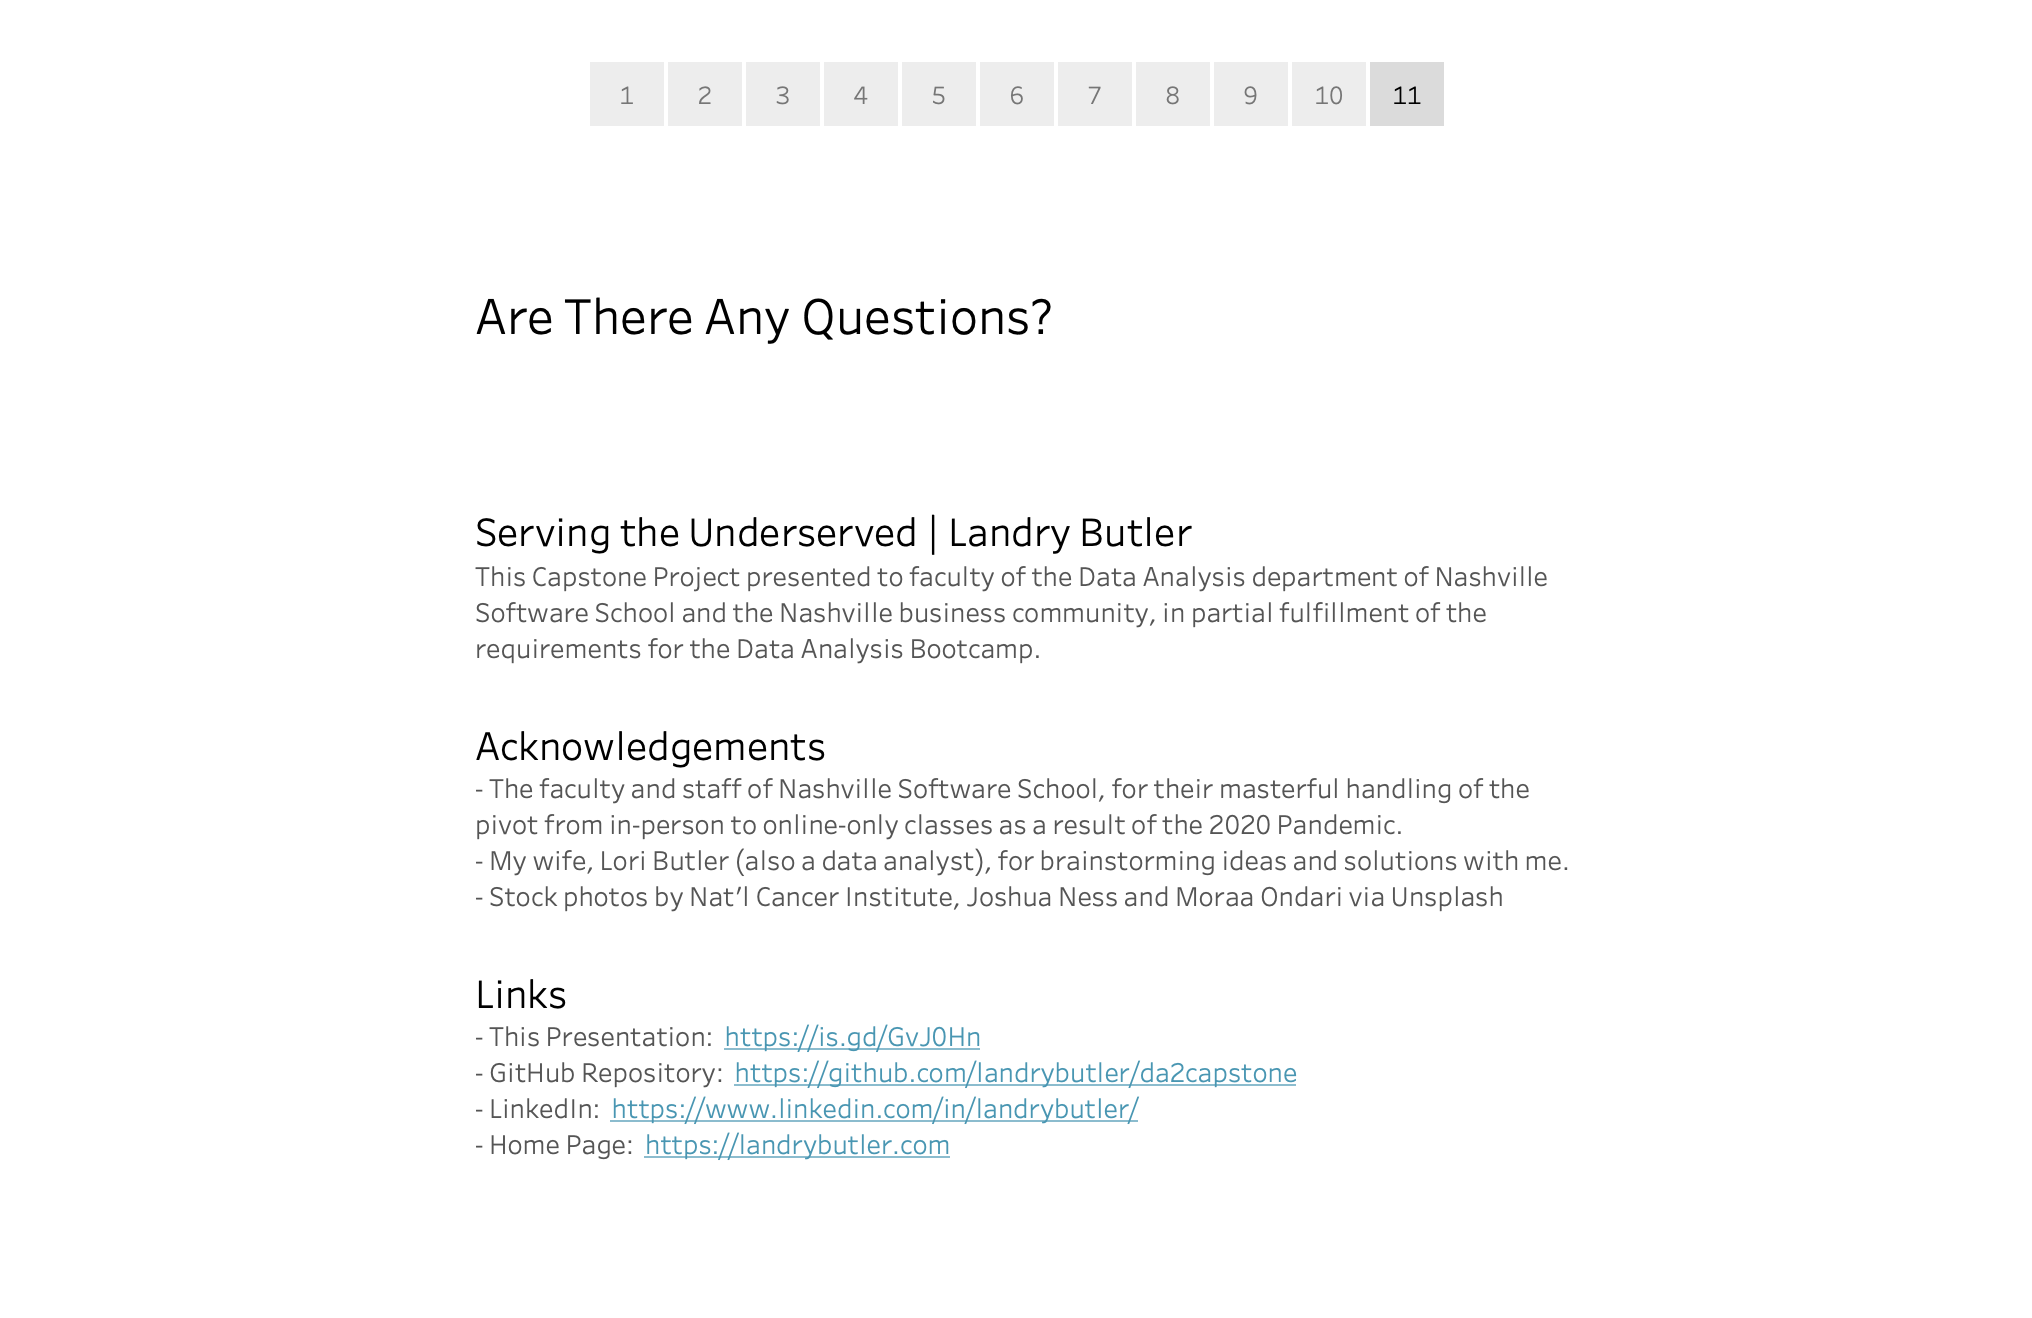 1 2 3 4 5 6 7 8 9 10 11
Are There Any Questions?
Serving the Underserved | Landry Butler
This Capstone Project presented to faculty of the Data Analysis department of Nashville
Software School and the Nashville business community, in partial fulfillment of the
requirements for the Data Analysis Bootcamp.
Acknowledgements
- The faculty and staff of Nashville Software School, for their masterful handling of the
pivot from in-person to online-only classes as a result of the 2020 Pandemic.
- My wife, Lori Butler (also a data analyst), for brainstorming ideas and solutions with me.
- Stock photos by Nat’l Cancer Institute, Joshua Ness and Moraa Ondari via Unsplash
Links
- This Presentation: https://is.gd/GvJ0Hn
- GitHub Repository: https://github.com/landrybutler/da2capstone
- LinkedIn: https://www.linkedin.com/in/landrybutler/
- Home Page: https://landrybutler.com